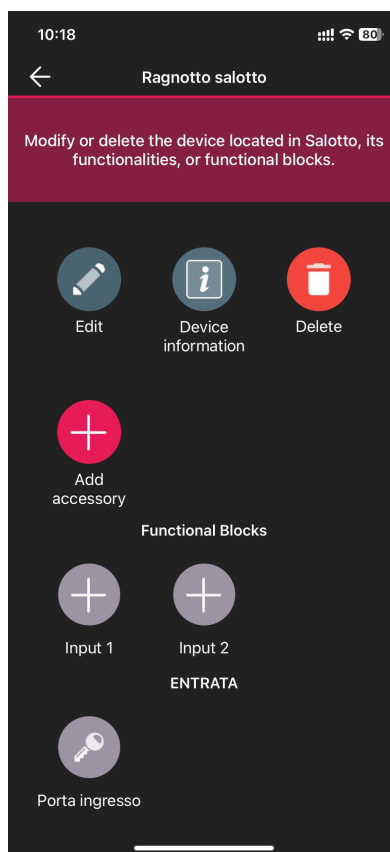 10:18
80
Ragnotto salotto
Modify or delete the device located in Salotto, its
functionalities, or functional blocks.
Edit
Device
information
Delete
Add
accessory
Functional Blocks
Input 1
Input 2
ENTRATA
Porta ingresso